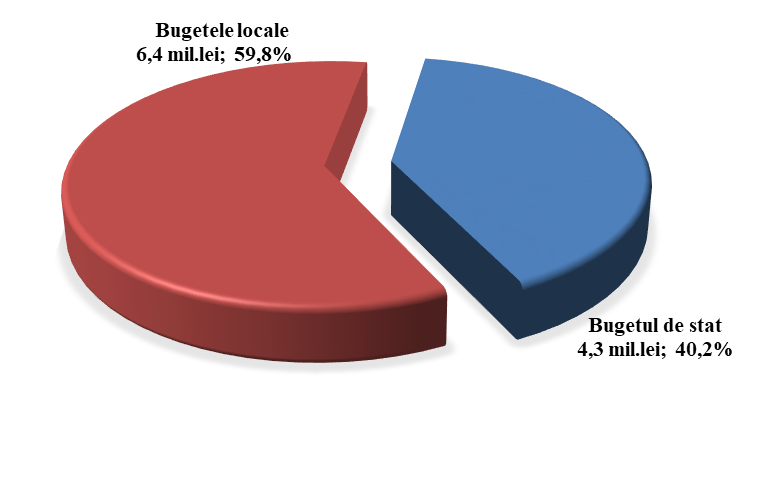 Bugetele locale
6,4 mil.lei;  59,8%
Bugetul de stat
4,3 mil.lei;  40,2%